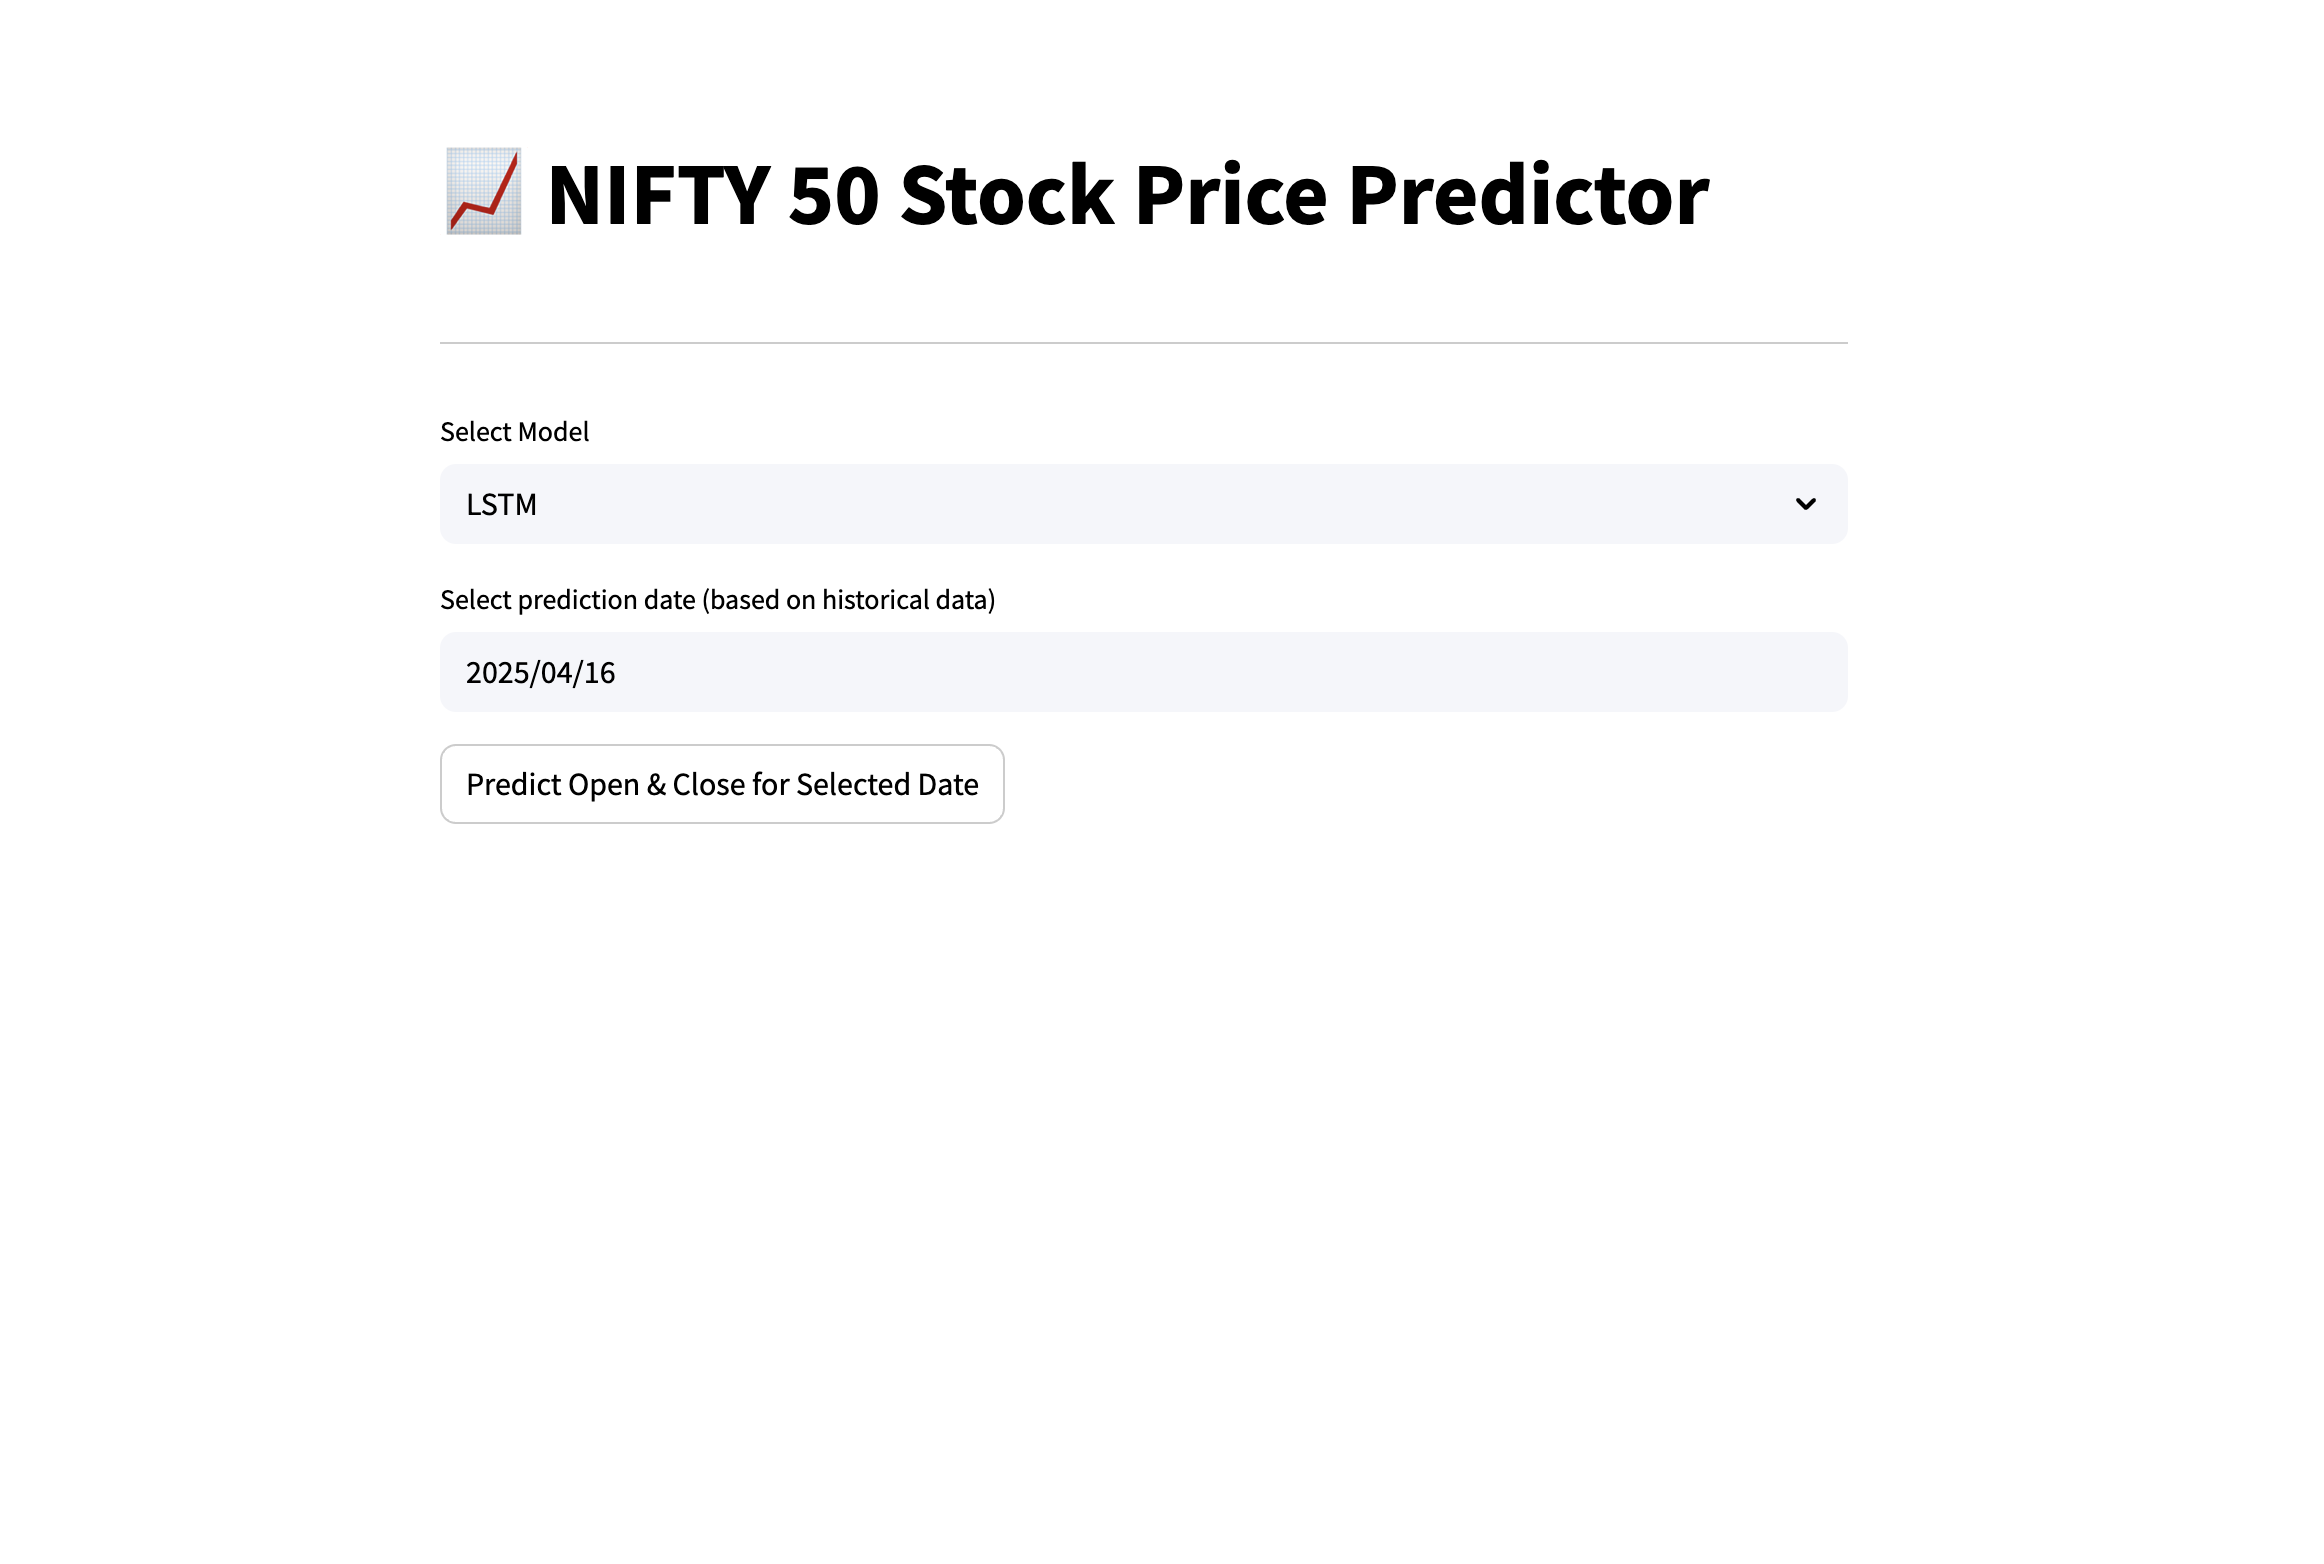 NIFTY 50 Stock Price Predictor
Select Model
LSTM
Select prediction date (based on historical data)
2025/04/16
Predict Open & Close for Selected Date